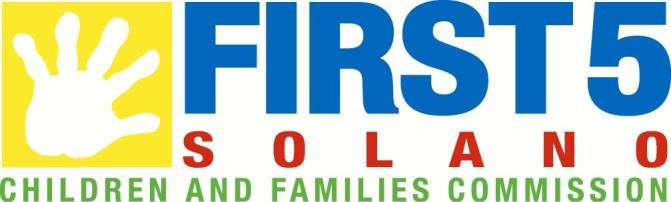 FIRST 5
SOLANO
CHILDREN AND FAMILIES COMMISSION